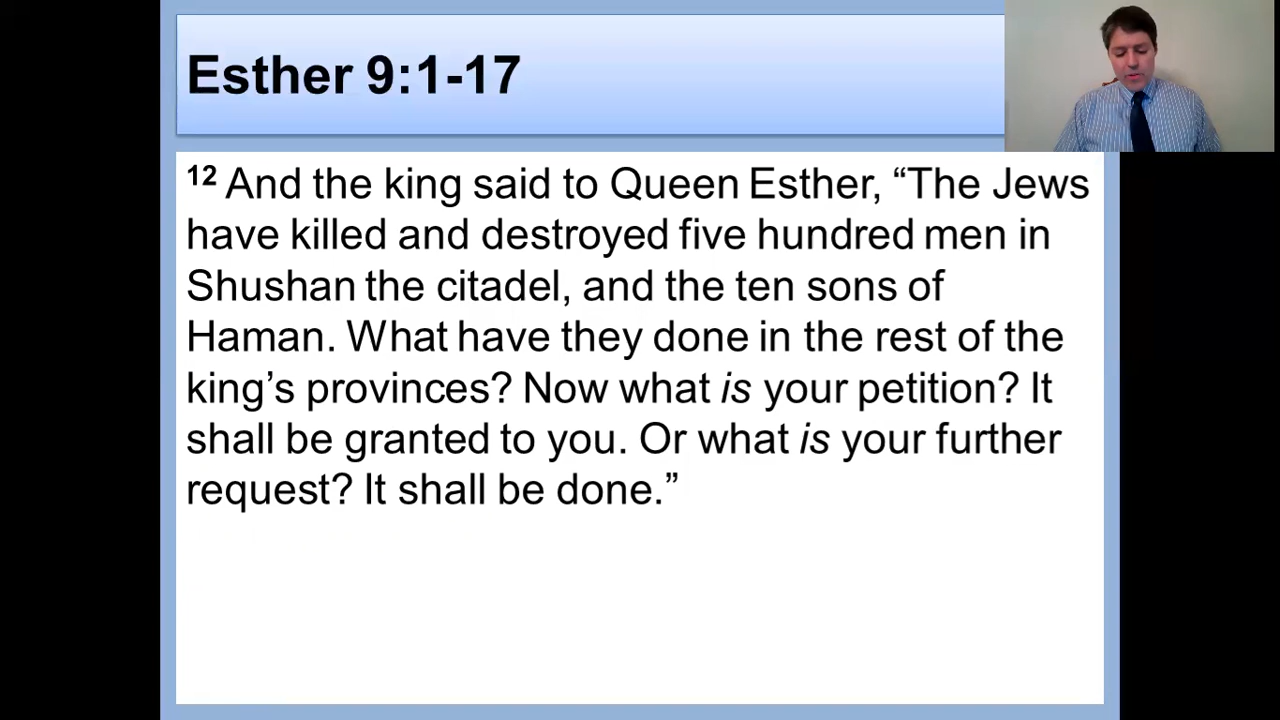 Esther 9:1-17
12 And the king said to Queen Esther, “The Jews
have killed and destroyed five hundred men in
Shushan the citadel, and the ten sons of
Haman. What have they done in the rest of the
king’s provinces? Now what is your petition? It
shall be granted to you. Or what is your further
request? It shall be done.”